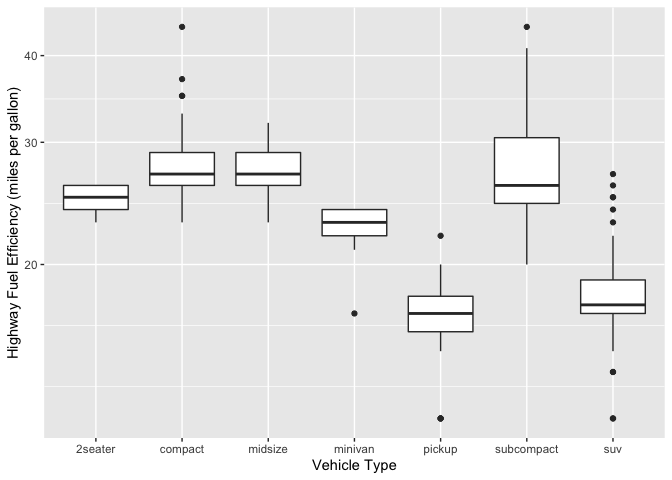 Highway Fuel Efficiency (miles per gallon)
40
30
20
2seater compact midsize minivan pickup subcompact suv
Vehicle Type